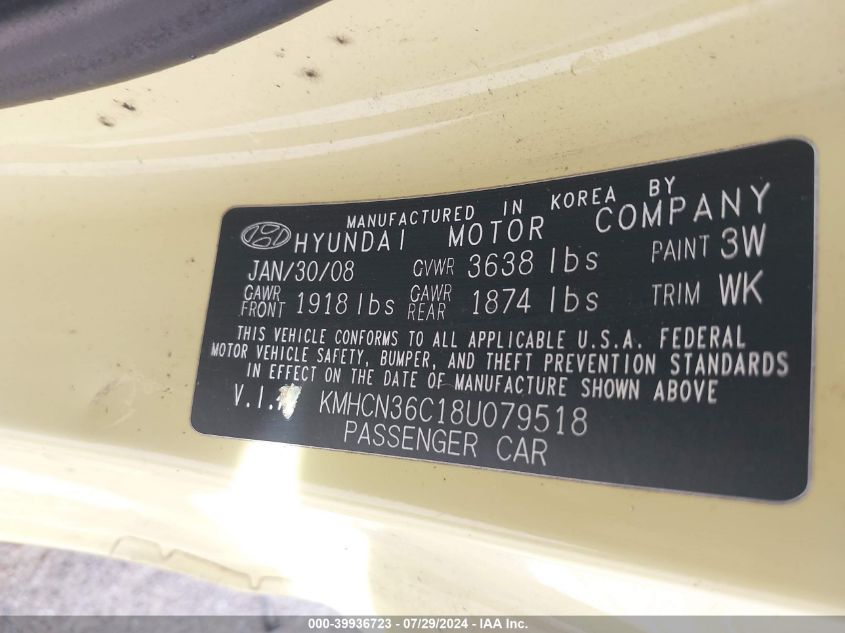 MANUFACTURED IN KOREA BY
HYUNDAI MOTOR COMPANY
JAN/30/08 GVWR 3638 lbs PAINT 3W
GAWR FRONT 1918 lbs GAWR REAR 1874 lbs TRIM WK
THIS VEHICLE CONFORMS TO ALL APPLICABLE U.S.A. FEDERAL
MOTOR VEHICLE SAFETY, BUMPER, AND THEFT PREVENTION STANDARDS
IN EFFECT ON THE DATE OF MANUFACTURE SHOWN ABOVE
V.I.N KMHCN36C18U079518
PASSENGER CAR
000-39936723 - 07/29/2024 - IAA Inc.